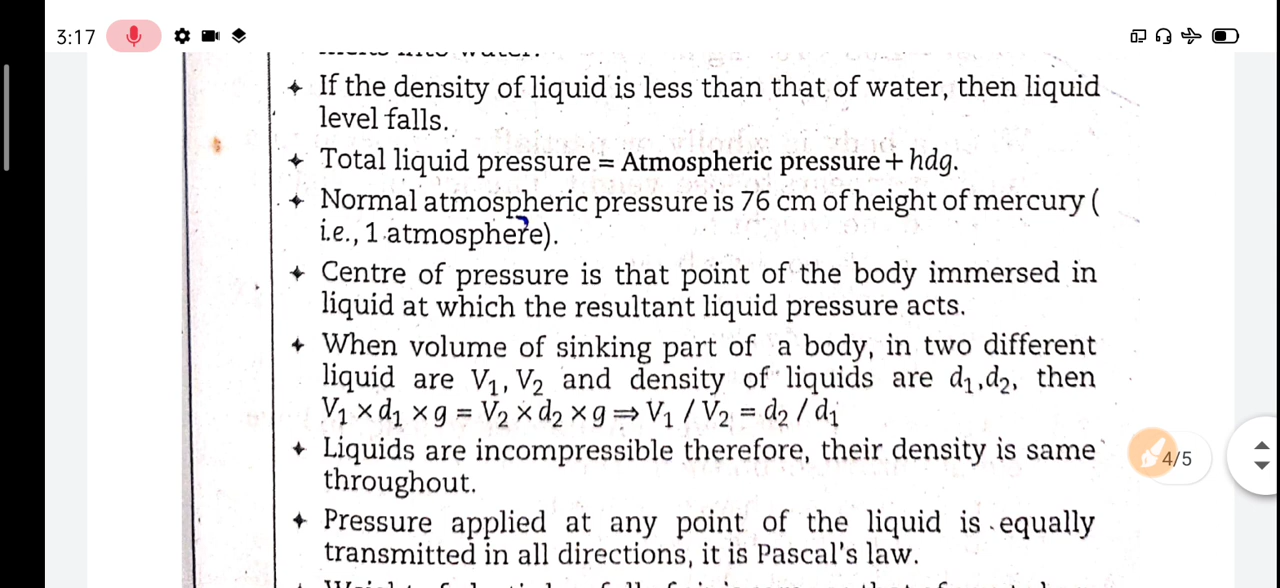 3:17
✦ If the density of liquid is less than that of water, then liquid
level falls.
✦ Total liquid pressure = Atmospheric pressure + hdg.
✦ Normal atmospheric pressure is 76 cm of height of mercury (
i.e., 1 atmosphere).
✦ Centre of pressure is that point of the body immersed in
liquid at which the resultant liquid pressure acts.
✦ When volume of sinking part of a body, in two different
liquid are V₁, V₂ and density of liquids are d₁,d₂, then
V₁ × d₁ × g = V₂ × d₂ × g ⇒ V₁ / V₂ = d₂ / d₁
✦ Liquids are incompressible therefore, their density is same
throughout.
4/5
✦ Pressure applied at any point of the liquid is equally
transmitted in all directions, it is Pascal's law.